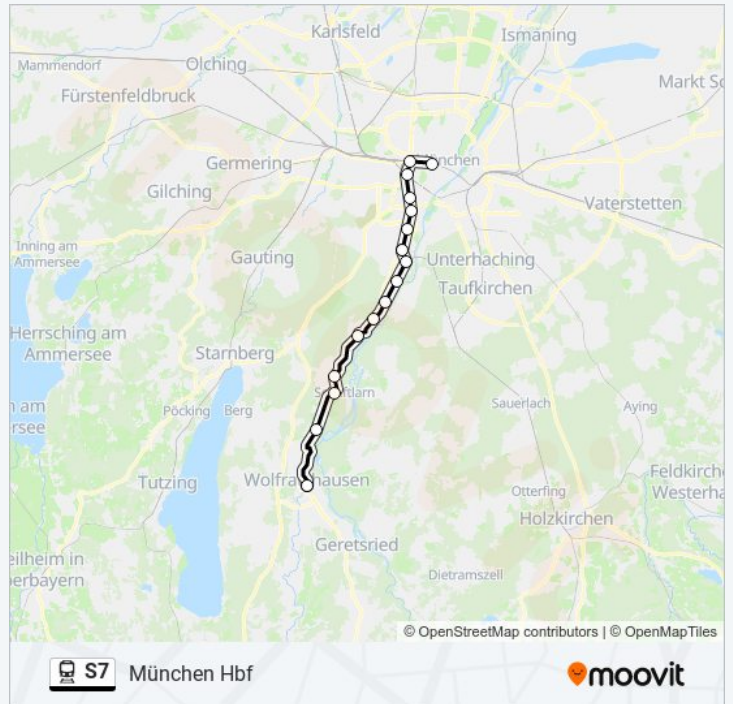 Karlsfeld
Ismaning
Mammendorf
Olching
Markt Sc
Fürstenfeldbruck
Germering
München
Gilching
Vaterstetten
Inning am
Ammersee
Gauting
Unterhaching
Taufkirchen
Herrsching am
Ammersee
Starnberg
Schäftlarn
n am
rsee
Pöcking
Berg
Sauerlach
Aying
Tutzing
Wolfratshausen
Feldkirche
Westerha
Otterfing
Holzkirchen
Geretsried
eilheim in
berbayern
Dietramszell
© OpenStreetMap contributors | © OpenMapTiles
S7 München Hbf
moovit